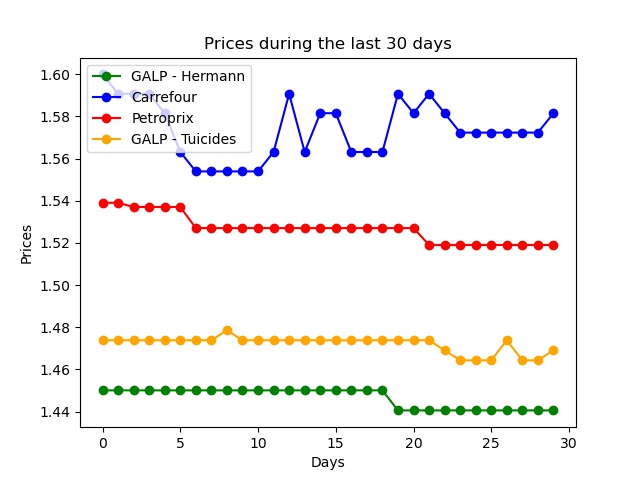 Prices during the last 30 days
GALP - Hermann
Carrefour
Petroprix
GALP - Tuicides
Prices
1.60
1.58
1.56
1.54
1.52
1.50
1.48
1.46
1.44
0 5 10 15 20 25 30
Days